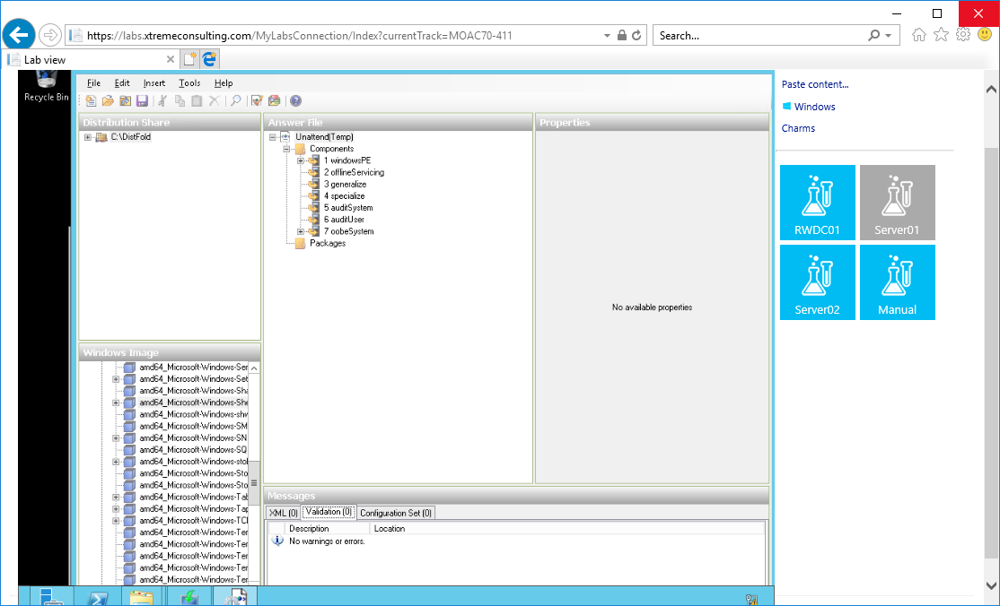 https://labs.xtremeconsulting.com/MyLabsConnection/Index?currentTrack=MOAC70-411
Search...
Lab view
Recycle Bin
File Edit Insert Tools Help
Distribution Share
C:\DistFold
Answer File
Unattend(Temp)
Components
1 windowsPE
2 offlineServicing
3 generalize
4 specialize
5 auditSystem
6 auditUser
7 oobeSystem
Packages
Properties
No available properties
Windows Image
amd64_Microsoft-Windows-Ser
amd64_Microsoft-Windows-Set
amd64_Microsoft-Windows-Sha
amd64_Microsoft-Windows-She
amd64_Microsoft-Windows-shw
amd64_Microsoft-Windows-SM
amd64_Microsoft-Windows-SN
amd64_Microsoft-Windows-SQ
amd64_Microsoft-Windows-stol
amd64_Microsoft-Windows-Sto
amd64_Microsoft-Windows-Sto
amd64_Microsoft-Windows-Tab
amd64_Microsoft-Windows-Tap
amd64_Microsoft-Windows-TCI
amd64_Microsoft-Windows-Ter
amd64_Microsoft-Windows-Ter
amd64_Microsoft-Windows-Ter
amd64_Microsoft-Windows-Ter
amd64_Microsoft-Windows-Ter
Messages
XML (0) Validation (0) Configuration Set (0)
Description Location
No warnings or errors.
Paste content...
Windows
Charms
RWDC01
Server01
Server02
Manual